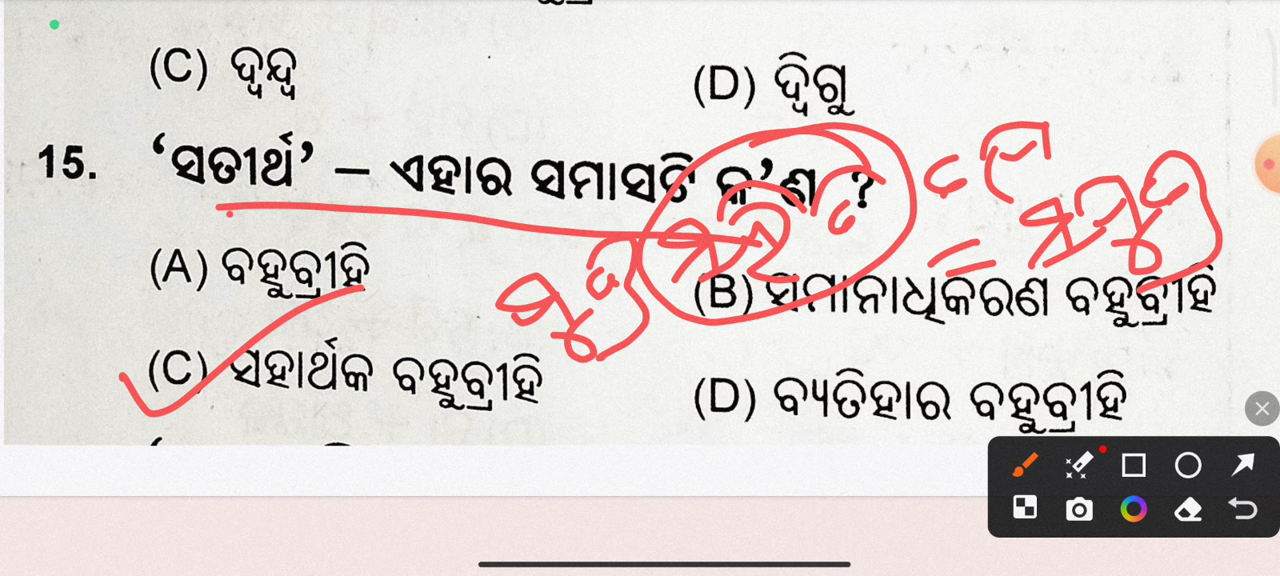 (C) ଦ୍ୱନ୍ଦ୍ୱ (D) ଦ୍ୱିଗୁ
15. ‘ସତୀର୍ଥ’ – ଏହାର ସମାସଟି କ’ଣ ?
(A) ବହୁବ୍ରୀହି (B) ସମାନାଧିକରଣ ବହୁବ୍ରୀହି
(C) ସହାର୍ଥକ ବହୁବ୍ରୀହି (D) ବ୍ୟତିହାର ବହୁବ୍ରୀହି